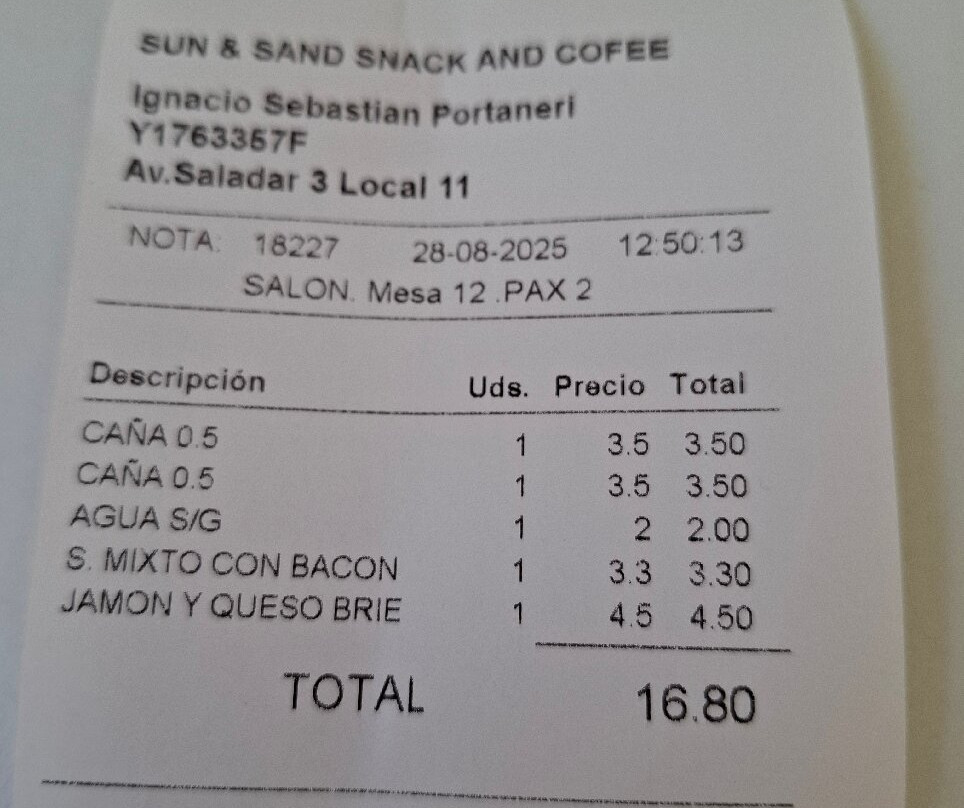 SUN & SAND SNACK AND COFEE
Ignacio Sebastian Portaneri
Y1763357F
Av.Saladar 3 Local 11
NOTA: 18227 28-08-2025 12:50:13
SALON. Mesa 12 .PAX 2
Descripción Uds. Precio Total
CAÑA 0.5 1 3.5 3.50
CAÑA 0.5 1 3.5 3.50
AGUA S/G 1 2 2.00
S. MIXTO CON BACON 1 3.3 3.30
JAMON Y QUESO BRIE 1 4.5 4.50
TOTAL 16.80